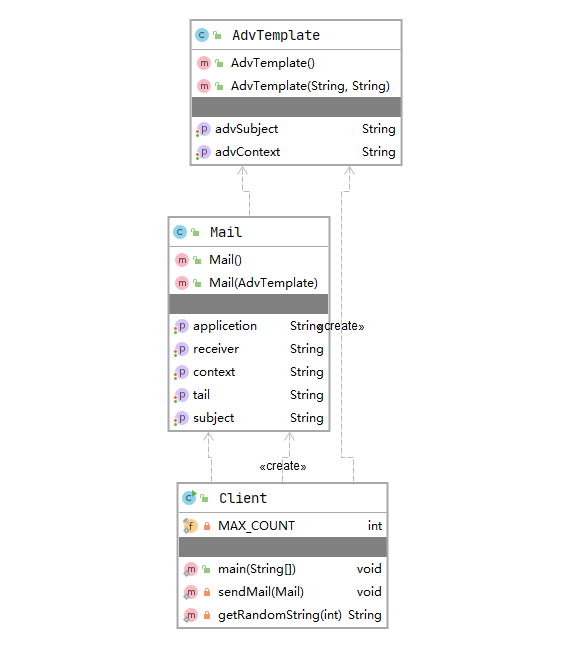 AdvTemplate
AdvTemplate()
AdvTemplate(String, String)
advSubject String
advContext String
Mail
Mail()
Mail(AdvTemplate)
applicetion String
«create»
receiver String
context String
tail String
subject String
«create»
Client
MAX_COUNT int
main(String[]) void
sendMail(Mail) void
getRandomString(int) String